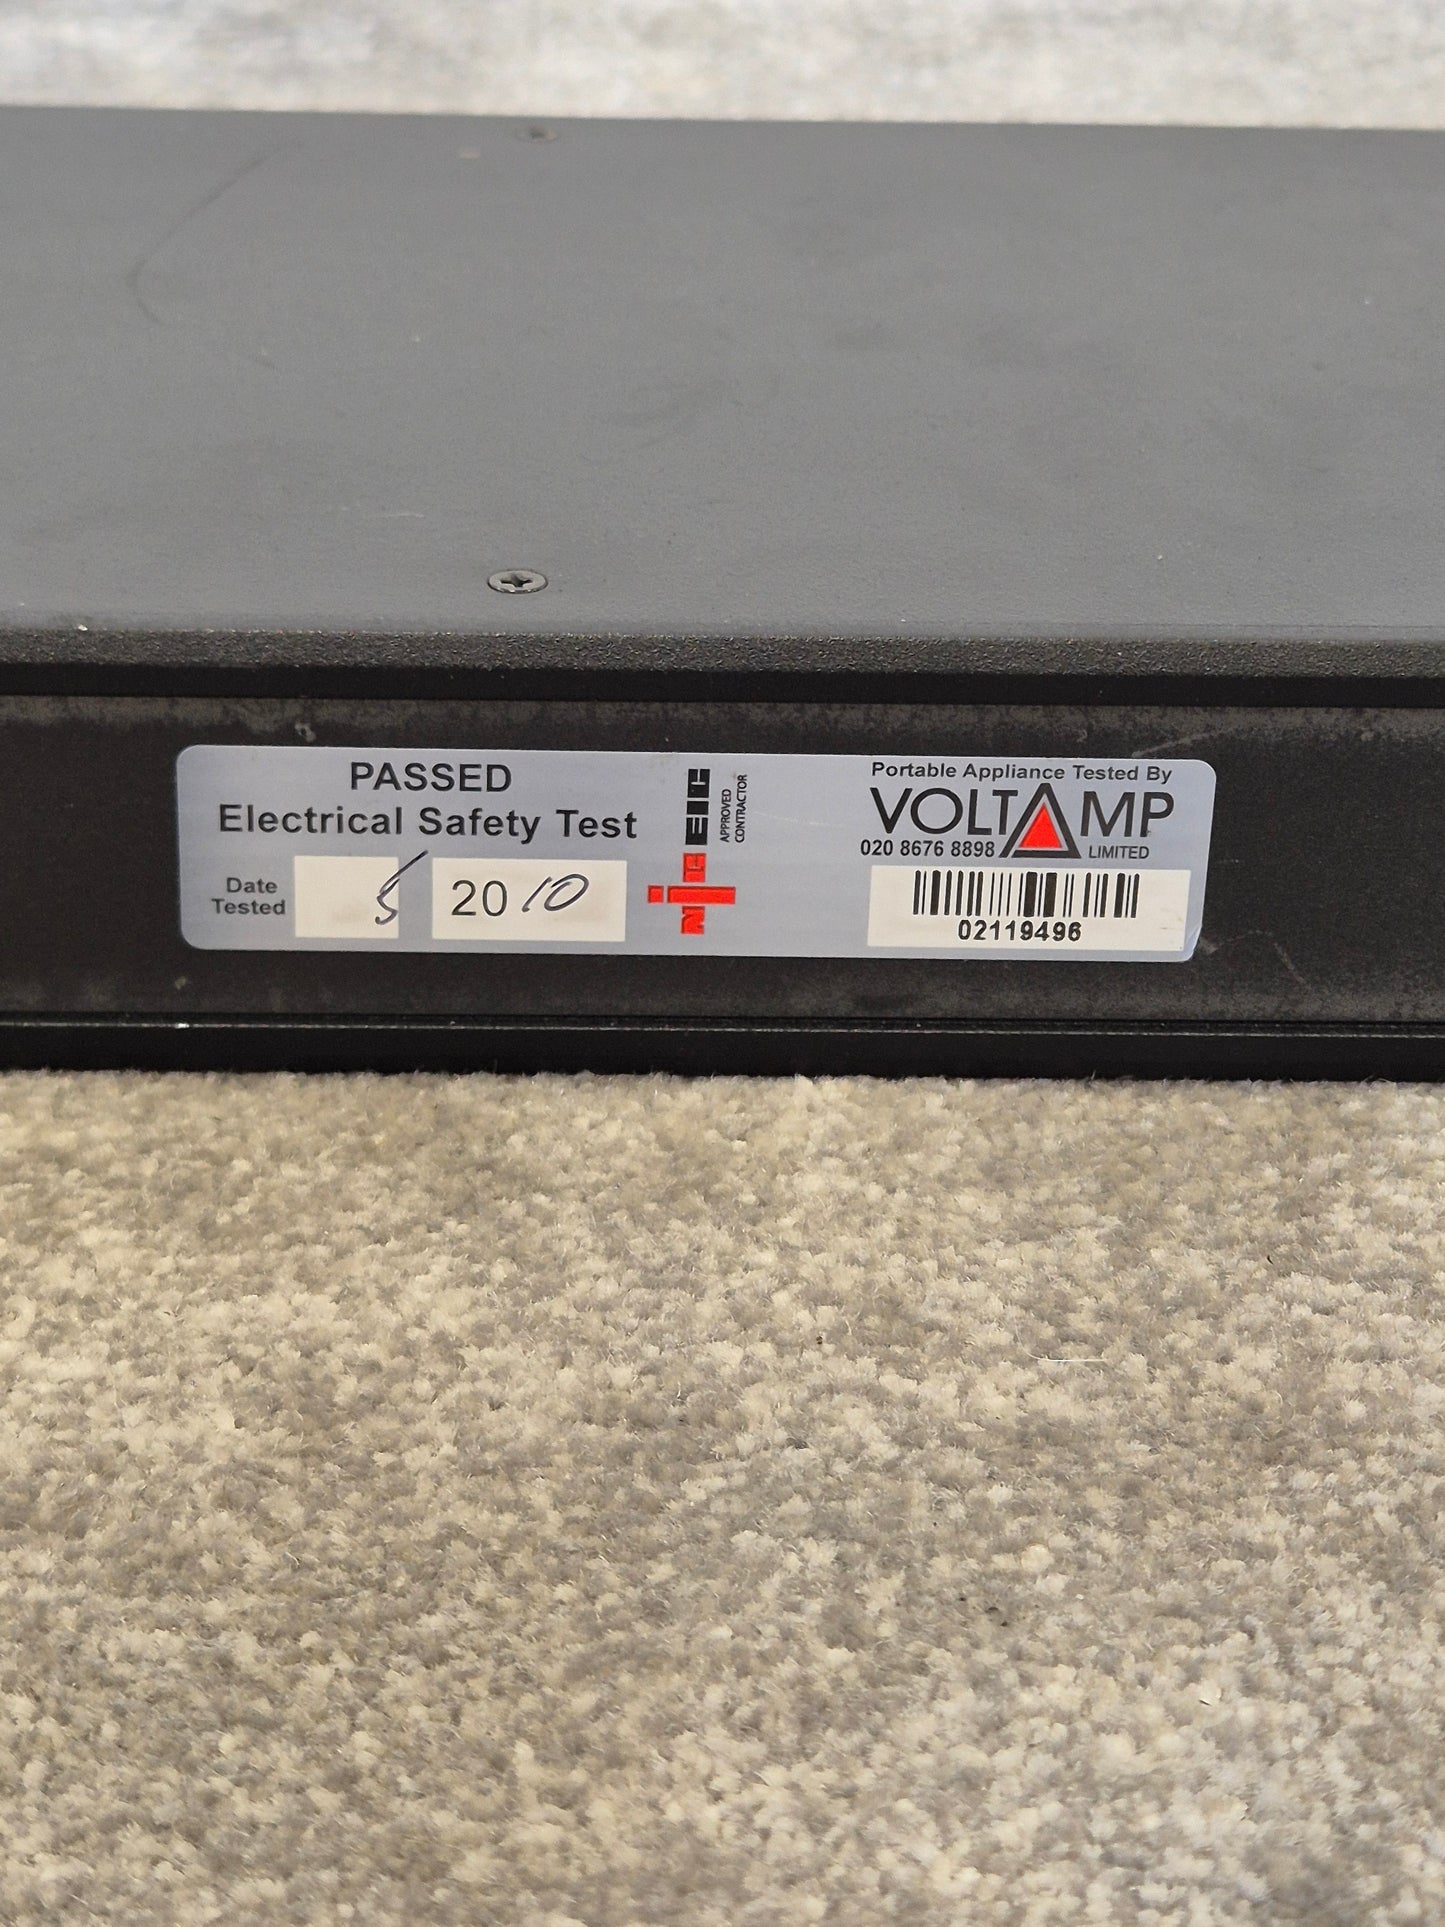 PASSED
Electrical Safety Test
Date
Tested
5
2010
NICEIC
APPROVED
CONTRACTOR
Portable Appliance Tested By
VOLTAMP
020 8676 8898
LIMITED
02119496